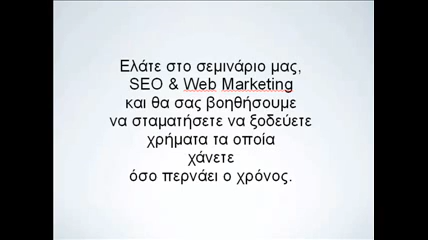 Ελάτε στο σεμινάριο μας,
SEO & Web Marketing
και θα σας βοηθήσουμε
να σταματήσετε να ξοδεύετε
χρήματα τα οποία
χάνετε
όσο περνάει ο χρόνος.